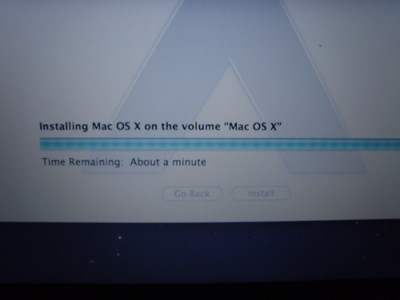 Installing Mac OS X on the volume "Mac OS X"
Time Remaining: About a minute
Go Back Install